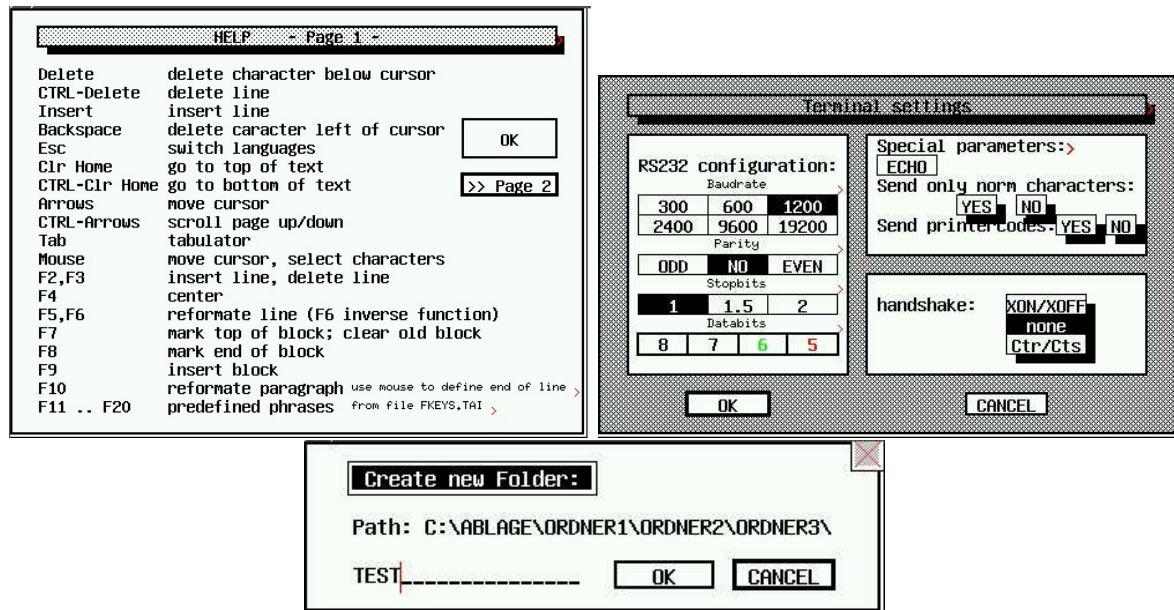 HELP - Page 1 -
Delete delete character below cursor
CTRL-Delete delete line
Insert insert line
Backspace delete caracter left of cursor
Esc switch languages
Clr Home go to top of text
CTRL-Clr Home go to bottom of text
Arrows move cursor
CTRL-Arrows scroll page up/down
Tab tabulator
Mouse move cursor, select characters
F2,F3 insert line, delete line
F4 center
F5,F6 reformate line (F6 inverse function)
F7 mark top of block; clear old block
F8 mark end of block
F9 insert block
F10 reformate paragraph use mouse to define end of line
F11 .. F20 predefined phrases from file FKEYS.TAI
OK
>> Page 2
Terminal settings
RS232 configuration:
Baudrate
300 600 1200
2400 9600 19200
Parity
ODD NO EVEN
Stopbits
1 1.5 2
Databits
8 7 6 5
Special parameters:
ECHO
Send only norm characters:
YES NO
Send printercodes: YES NO
handshake: XON/XOFF
none
Ctr/Cts
OK CANCEL
Create new Folder:
Path: C:\ABLAGE\ORDNER1\ORDNER2\ORDNER3\
TEST_______________ OK CANCEL